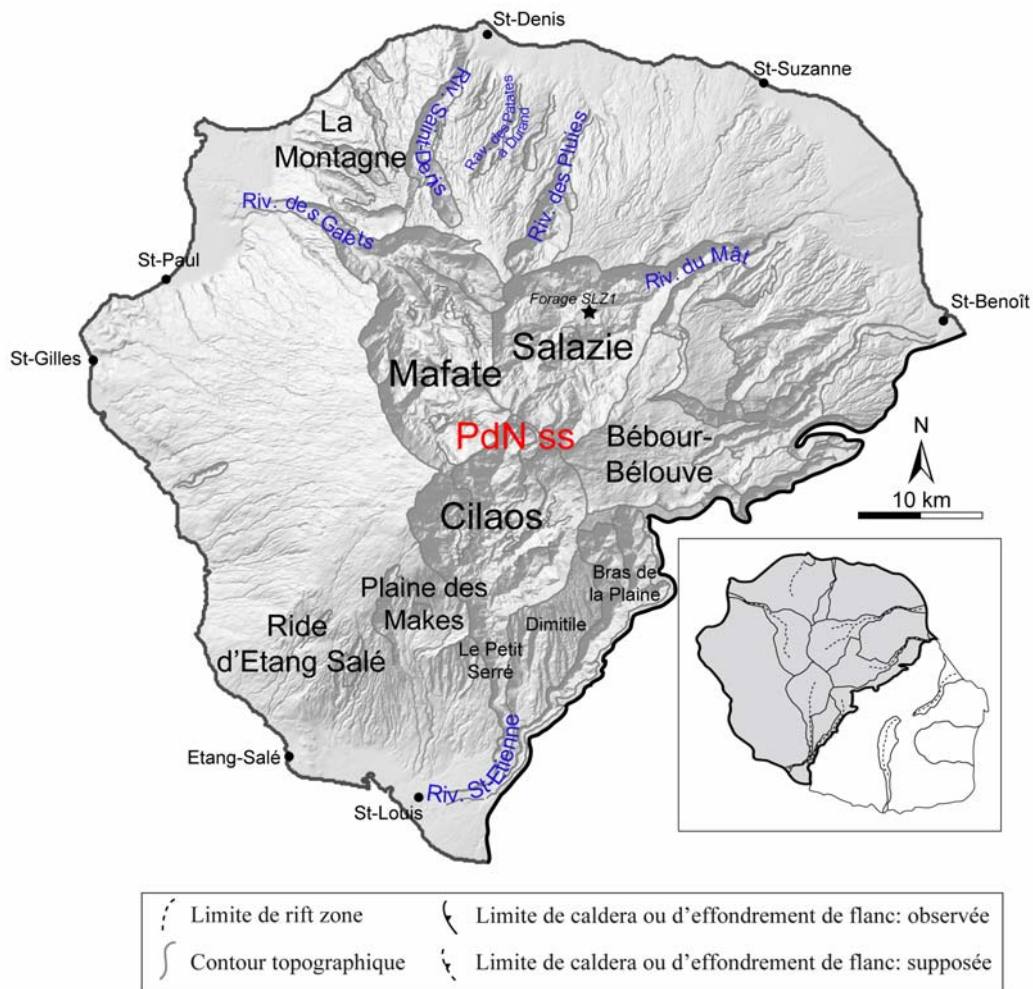 St-Denis
St-Suzanne
La
Montagne
Riv. Saint-Denis
Rav. des Patates
à Durand
Riv. des Pluies
Riv. des Galets
St-Paul
Riv. du Mât
Forage SLZ1
St-Benoît
St-Gilles
Mafate
Salazie
PdN ss
Bébour-
Bélouve
N
10 km
Cilaos
Bras de
la Plaine
Plaine des
Makes
Dimitile
Ride
d'Etang Salé
Le Petit
Serré
Etang-Salé
Riv. St-Etienne
St-Louis
Limite de rift zone
Limite de caldera ou d'effondrement de flanc: observée
Contour topographique
Limite de caldera ou d'effondrement de flanc: supposée